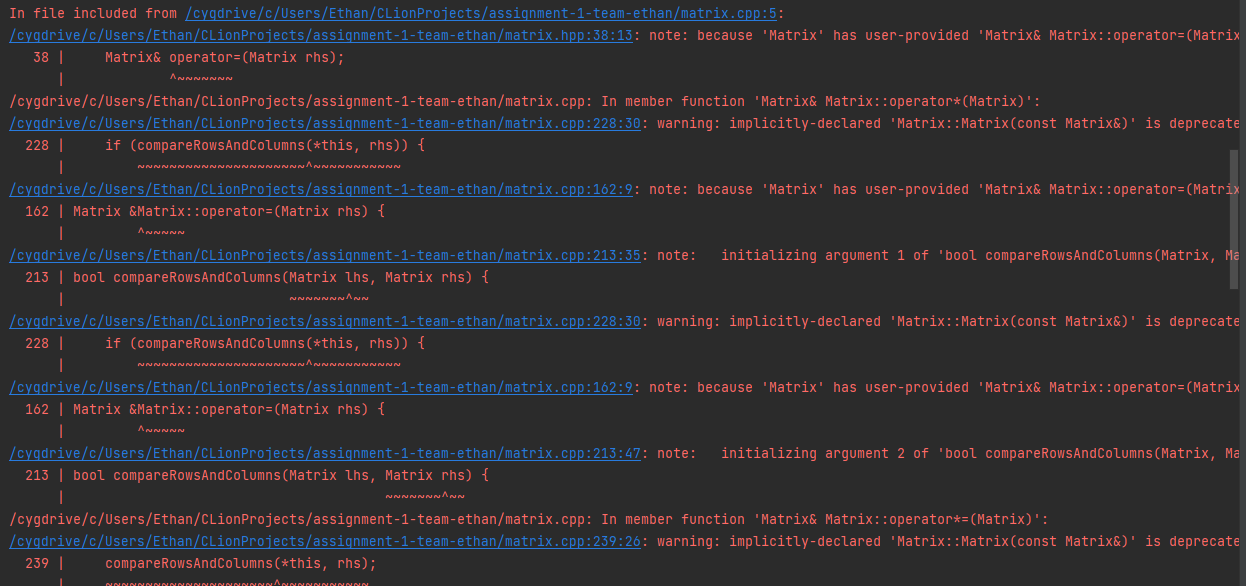 In file included from /cygdrive/c/Users/Ethan/CLionProjects/assignment-1-team-ethan/matrix.cpp:5:
/cygdrive/c/Users/Ethan/CLionProjects/assignment-1-team-ethan/matrix.hpp:38:13: note: because 'Matrix' has user-provided 'Matrix& Matrix::operator=(Matrix
38 |     Matrix& operator=(Matrix rhs);
|             ^~~~~~~~
/cygdrive/c/Users/Ethan/CLionProjects/assignment-1-team-ethan/matrix.cpp: In member function 'Matrix& Matrix::operator*(Matrix)':
/cygdrive/c/Users/Ethan/CLionProjects/assignment-1-team-ethan/matrix.cpp:228:30: warning: implicitly-declared 'Matrix::Matrix(const Matrix&)' is deprecate
228 |     if (compareRowsAndColumns(*this, rhs)) {
|         ~~~~~~~~~~~~~~~~~~~~~^~~~~~~~~~~~
/cygdrive/c/Users/Ethan/CLionProjects/assignment-1-team-ethan/matrix.cpp:162:9: note: because 'Matrix' has user-provided 'Matrix& Matrix::operator=(Matrix
162 | Matrix &Matrix::operator=(Matrix rhs) {
|         ^~~~~~
/cygdrive/c/Users/Ethan/CLionProjects/assignment-1-team-ethan/matrix.cpp:213:35: note:   initializing argument 1 of 'bool compareRowsAndColumns(Matrix, Ma
213 | bool compareRowsAndColumns(Matrix lhs, Matrix rhs) {
|                            ~~~~~~~^~~
/cygdrive/c/Users/Ethan/CLionProjects/assignment-1-team-ethan/matrix.cpp:228:30: warning: implicitly-declared 'Matrix::Matrix(const Matrix&)' is deprecate
228 |     if (compareRowsAndColumns(*this, rhs)) {
|         ~~~~~~~~~~~~~~~~~~~~~^~~~~~~~~~~~
/cygdrive/c/Users/Ethan/CLionProjects/assignment-1-team-ethan/matrix.cpp:162:9: note: because 'Matrix' has user-provided 'Matrix& Matrix::operator=(Matrix
162 | Matrix &Matrix::operator=(Matrix rhs) {
|         ^~~~~~
/cygdrive/c/Users/Ethan/CLionProjects/assignment-1-team-ethan/matrix.cpp:213:47: note:   initializing argument 2 of 'bool compareRowsAndColumns(Matrix, Ma
213 | bool compareRowsAndColumns(Matrix lhs, Matrix rhs) {
|                                        ~~~~~~~^~~
/cygdrive/c/Users/Ethan/CLionProjects/assignment-1-team-ethan/matrix.cpp: In member function 'Matrix& Matrix::operator*=(Matrix)':
/cygdrive/c/Users/Ethan/CLionProjects/assignment-1-team-ethan/matrix.cpp:239:26: warning: implicitly-declared 'Matrix::Matrix(const Matrix&)' is deprecate
239 |     compareRowsAndColumns(*this, rhs);
|     ~~~~~~~~~~~~~~~~~~~~~^~~~~~~~~~~~